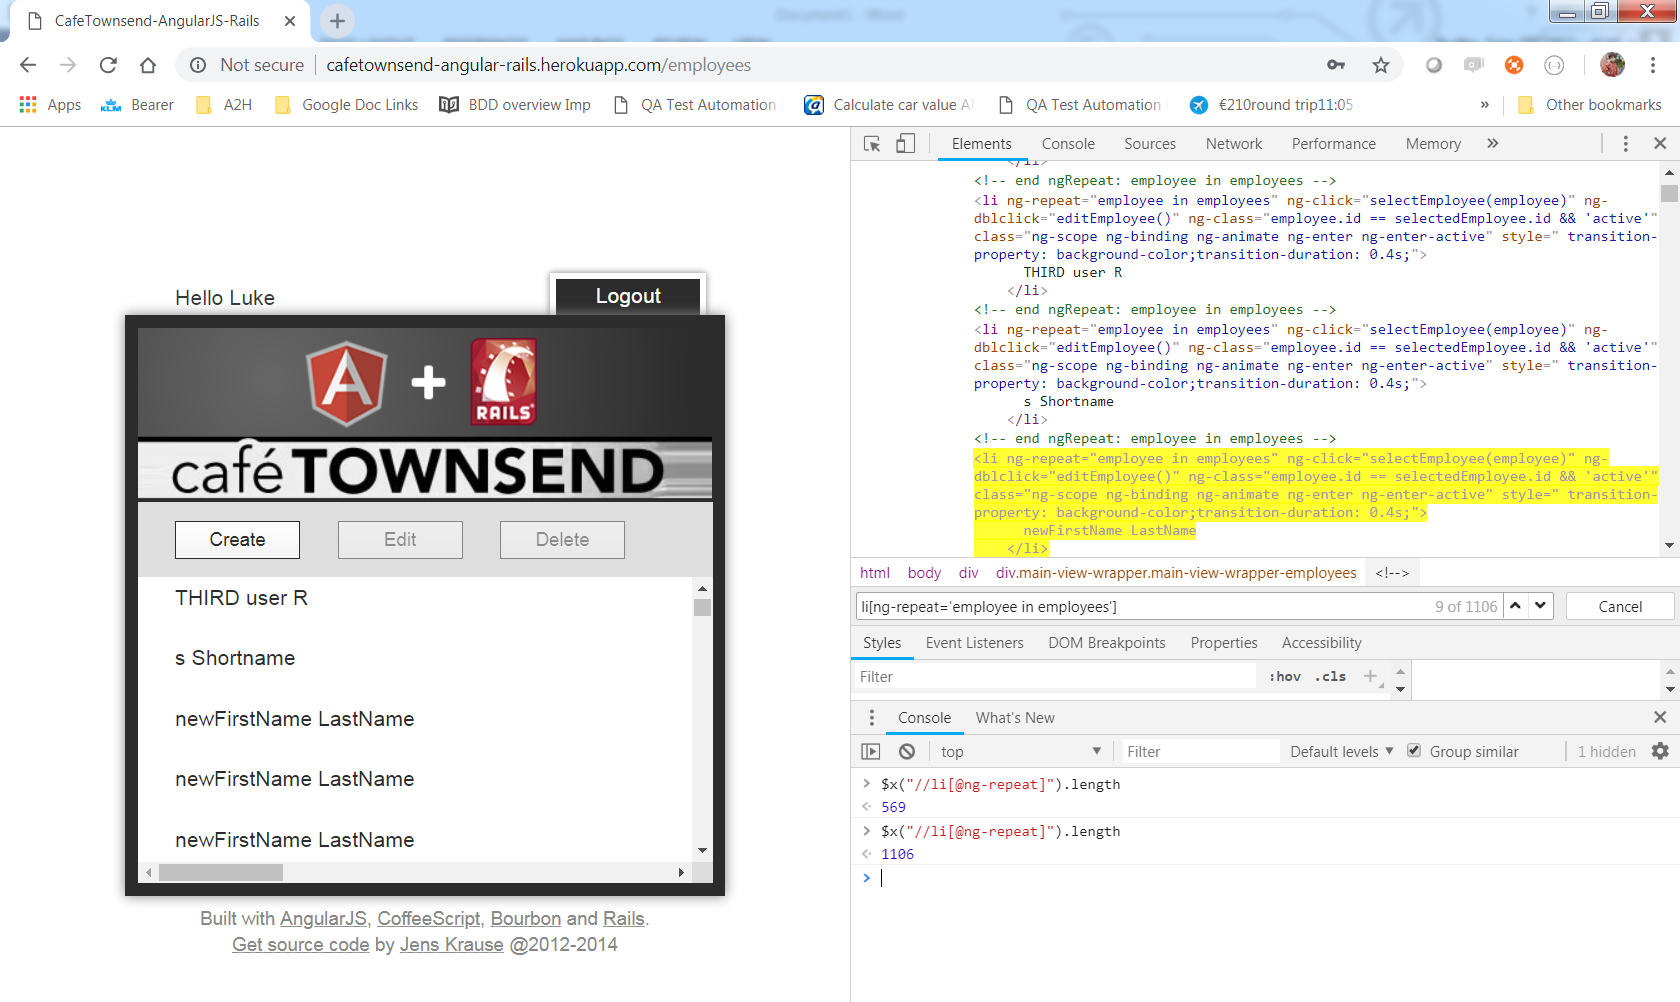 CafeTownsend-AngularJS-Rails
Not secure cafetownsend-angular-rails.herokuapp.com/employees
Apps Bearer A2H Google Doc Links BDD overview Imp QA Test Automation Calculate car value A QA Test Automation €210round trip11:05 » Other bookmarks
Hello Luke
Logout
A + RAILS
café TOWNSEND
Create Edit Delete
THIRD user R
s Shortname
newFirstName LastName
newFirstName LastName
newFirstName LastName
Built with AngularJS, CoffeeScript, Bourbon and Rails.
Get source code by Jens Krause @2012-2014
Elements Console Sources Network Performance Memory »
</li>
<!-- end ngRepeat: employee in employees -->
<li ng-repeat="employee in employees" ng-click="selectEmployee(employee)" ng-
dblclick="editEmployee()" ng-class="employee.id == selectedEmployee.id && 'active'"
class="ng-scope ng-binding ng-animate ng-enter ng-enter-active" style=" transition-
property: background-color;transition-duration: 0.4s;">
THIRD user R
</li>
<!-- end ngRepeat: employee in employees -->
<li ng-repeat="employee in employees" ng-click="selectEmployee(employee)" ng-
dblclick="editEmployee()" ng-class="employee.id == selectedEmployee.id && 'active'"
class="ng-scope ng-binding ng-animate ng-enter ng-enter-active" style=" transition-
property: background-color;transition-duration: 0.4s;">
s Shortname
</li>
<!-- end ngRepeat: employee in employees -->
<li ng-repeat="employee in employees" ng-click="selectEmployee(employee)" ng-
dblclick="editEmployee()" ng-class="employee.id == selectedEmployee.id && 'active'"
class="ng-scope ng-binding ng-animate ng-enter ng-enter-active" style=" transition-
property: background-color;transition-duration: 0.4s;">
newFirstName LastName
</li>
html body div div.main-view-wrapper.main-view-wrapper-employees <!-->
li[ng-repeat='employee in employees'] 9 of 1106 Cancel
Styles Event Listeners DOM Breakpoints Properties Accessibility
Filter :hov .cls +
Console What's New
top Filter Default levels Group similar 1 hidden
> $x("//li[@ng-repeat]").length
569
> $x("//li[@ng-repeat]").length
1106
>